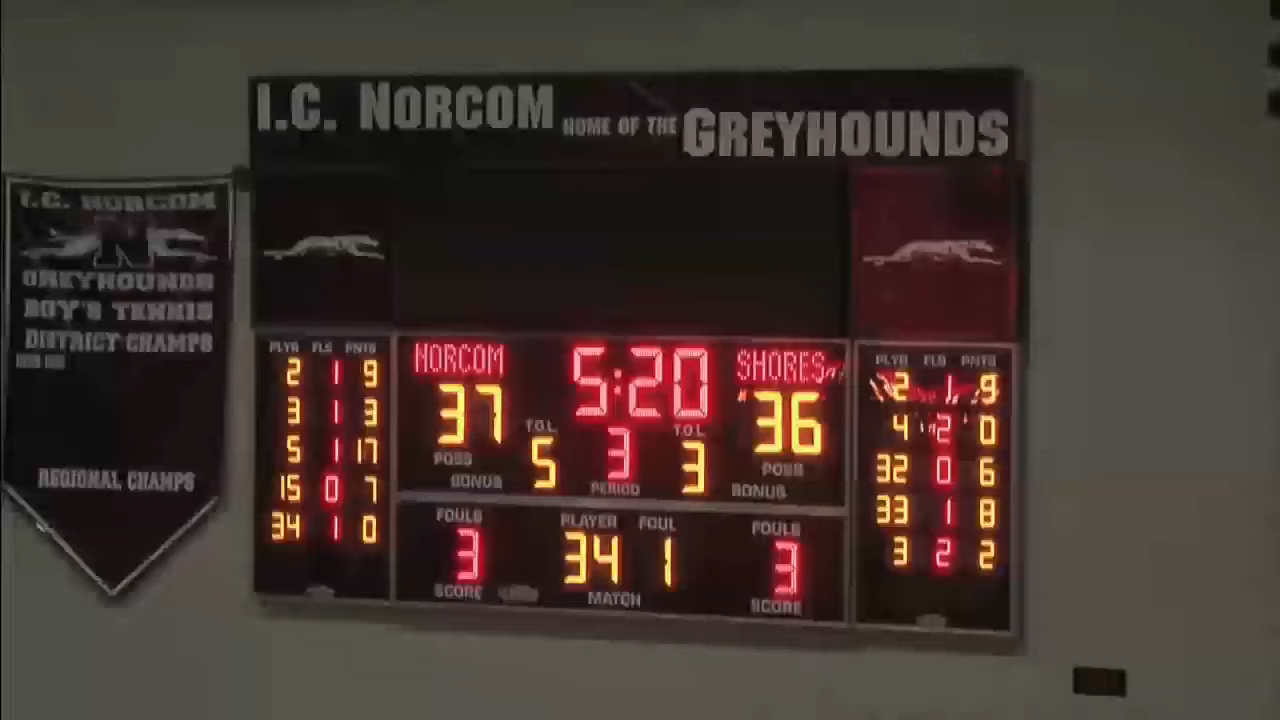 I.C. NORCOM HOME OF THE GREYHOUNDS
I.C. NORCOM
N
GREYHOUNDS
BOY'S TENNIS
DISTRICT CHAMPS
REGIONAL CHAMPS
PLYR FLS PNTS
2 1 9
3 1 3
5 1 17
15 0 7
34 1 0
NORCOM 5:20 SHORES
37 36
T.O.L. T.O.L.
5 3 3
POSS POSS
BONUS PERIOD BONUS
FOULS PLAYER FOUL FOULS
3 34 1 3
SCORE MATCH SCORE
PLYR FLS PNTS
2 1 9
4 2 0
32 0 6
33 1 8
3 2 2